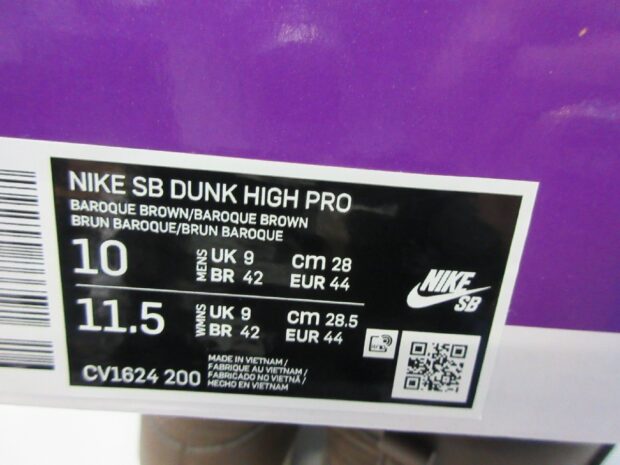 NIKE SB DUNK HIGH PRO
BAROQUE BROWN/BAROQUE BROWN
BRUN BAROQUE/BRUN BAROQUE
10 MENS UK 9 cm 28
BR 42 EUR 44
11.5 WMNS UK 9 cm 28.5
BR 42 EUR 44
NIKE
SB
CV1624 200
MADE IN VIETNAM /
FABRIQUE AU VIETNAM /
FABRICADO NO VIETNÃ /
HECHO EN VIETNAM